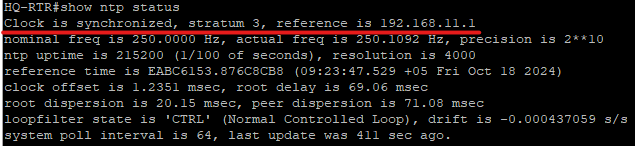 HQ-RTR#show ntp status
Clock is synchronized, stratum 3, reference is 192.168.11.1
nominal freq is 250.0000 Hz, actual freq is 250.1092 Hz, precision is 2**10
ntp uptime is 215200 (1/100 of seconds), resolution is 4000
reference time is EABC6153.876C8CB8 (09:23:47.529 +05 Fri Oct 18 2024)
clock offset is 1.2351 msec, root delay is 69.06 msec
root dispersion is 20.15 msec, peer dispersion is 71.08 msec
loopfilter state is 'CTRL' (Normal Controlled Loop), drift is -0.000437059 s/s
system poll interval is 64, last update was 411 sec ago.